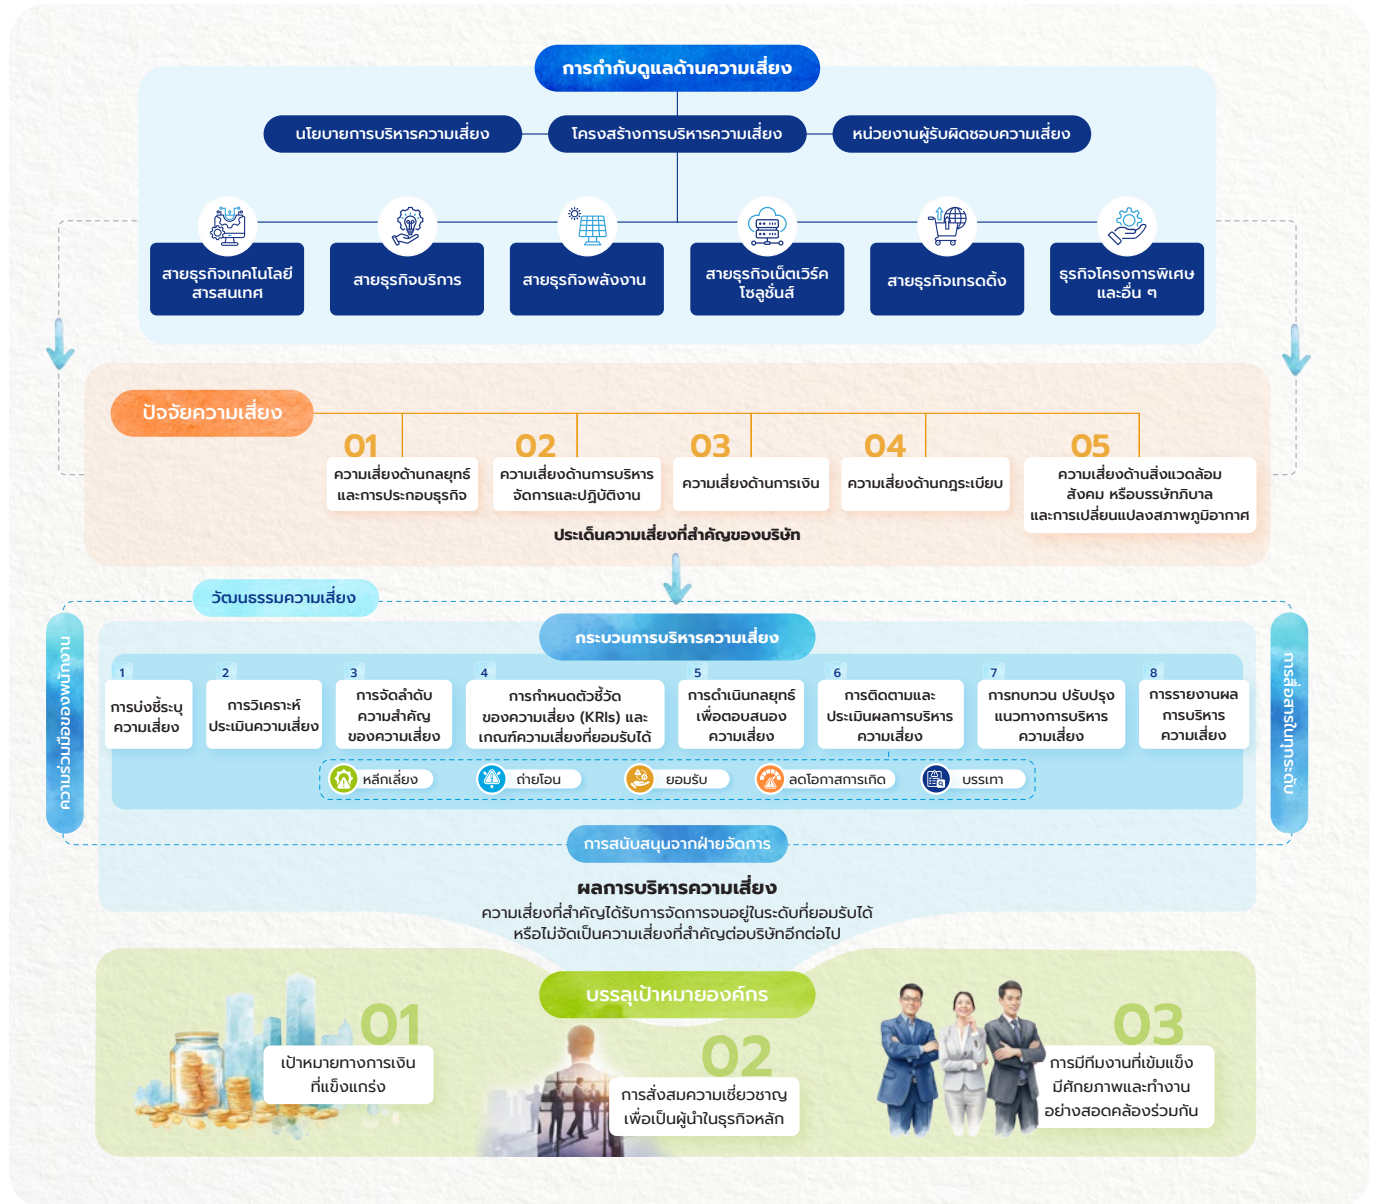 การกำกับดูแลด้านความเสี่ยง
นโยบายการบริหารความเสี่ยง
โครงสร้างการบริหารความเสี่ยง
หน่วยงานผู้รับผิดชอบความเสี่ยง
สายธุรกิจเทคโนโลยี
สารสนเทศ
สายธุรกิจบริการ
สายธุรกิจพลังงาน
สายธุรกิจเน็ตเวิร์ค
โซลูชั่นส์
สายธุรกิจเทรดดิ้ง
ธุรกิจโครงการพิเศษ
และอื่น ๆ
ปัจจัยความเสี่ยง
01
ความเสี่ยงด้านกลยุทธ์
และการประกอบธุรกิจ
02
ความเสี่ยงด้านการบริหาร
จัดการและปฏิบัติงาน
03
ความเสี่ยงด้านการเงิน
04
ความเสี่ยงด้านกฎระเบียบ
05
ความเสี่ยงด้านสิ่งแวดล้อม
สังคม หรือบรรษัทภิบาล
และการเปลี่ยนแปลงสภาพภูมิอากาศ
ประเด็นความเสี่ยงที่สำคัญของบริษัท
วัฒนธรรมความเสี่ยง
ความร่วมมือของพนักงาน
การสื่อสารในทุกระดับ
กระบวนการบริหารความเสี่ยง
1
การบ่งชี้ระบุ
ความเสี่ยง
2
การวิเคราะห์
ประเมินความเสี่ยง
3
การจัดลำดับ
ความสำคัญ
ของความเสี่ยง
4
การกำหนดตัวชี้วัด
ของความเสี่ยง (KRIs) และ
เกณฑ์ความเสี่ยงที่ยอมรับได้
5
การดำเนินกลยุทธ์
เพื่อตอบสนอง
ความเสี่ยง
6
การติดตามและ
ประเมินผลการบริหาร
ความเสี่ยง
7
การทบทวน ปรับปรุง
แนวทางการบริหาร
ความเสี่ยง
8
การรายงานผล
การบริหาร
ความเสี่ยง
หลีกเลี่ยง
ถ่ายโอน
ยอมรับ
ลดโอกาสการเกิด
บรรเทา
การสนับสนุนจากฝ่ายจัดการ
ผลการบริหารความเสี่ยง
ความเสี่ยงที่สำคัญได้รับการจัดการจนอยู่ในระดับที่ยอมรับได้
หรือไม่จัดเป็นความเสี่ยงที่สำคัญต่อบริษัทอีกต่อไป
บรรลุเป้าหมายองค์กร
01
เป้าหมายทางการเงิน
ที่แข็งแกร่ง
02
การสั่งสมความเชี่ยวชาญ
เพื่อเป็นผู้นำในธุรกิจหลัก
03
การมีทีมงานที่เข้มแข็ง
มีศักยภาพและทำงาน
อย่างสอดคล้องร่วมกัน